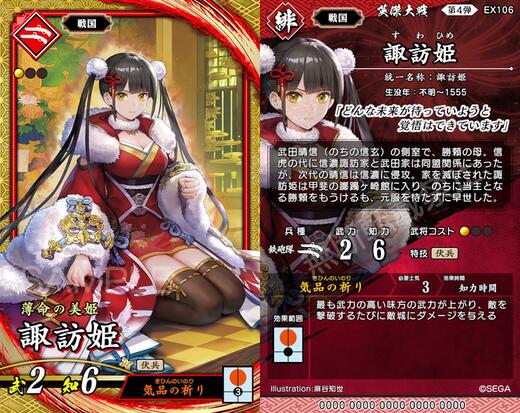 戦国
薄命の美姫
諏訪姫
伏兵
武2 知6
きひんのいのり
気品の祈り
3
SAMPLE
緋
戦国
英傑大戦
第4弾
EX106
すわひめ
諏訪姫
統一名称：諏訪姫
生没年：不明～1555
「どんな未来が待っていようと
覚悟はできています」
武田晴信（のちの信玄）の側室で、勝頼の母。信
虎の代に信濃諏訪家と武田家は同盟関係にあった
が、次代の晴信は信濃に侵攻。家を滅ぼされた諏
訪姫は甲斐の躑躅ヶ崎館に入り、のちに当主とな
る勝頼をもうけるも、元服を待たずに早世した。
兵種 武力 知力 武将コスト
鉄砲隊 2 6
特技 伏兵
きひんのいのり 必要士気 効果時間
気品の祈り 3 知力時間
効果範囲
最も武力の高い味方の武力が上がり、敵を
撃破するたびに敵城にダメージを与える
Illustration:麻谷知世
©SEGA
0000-0000-0000-0000-0000